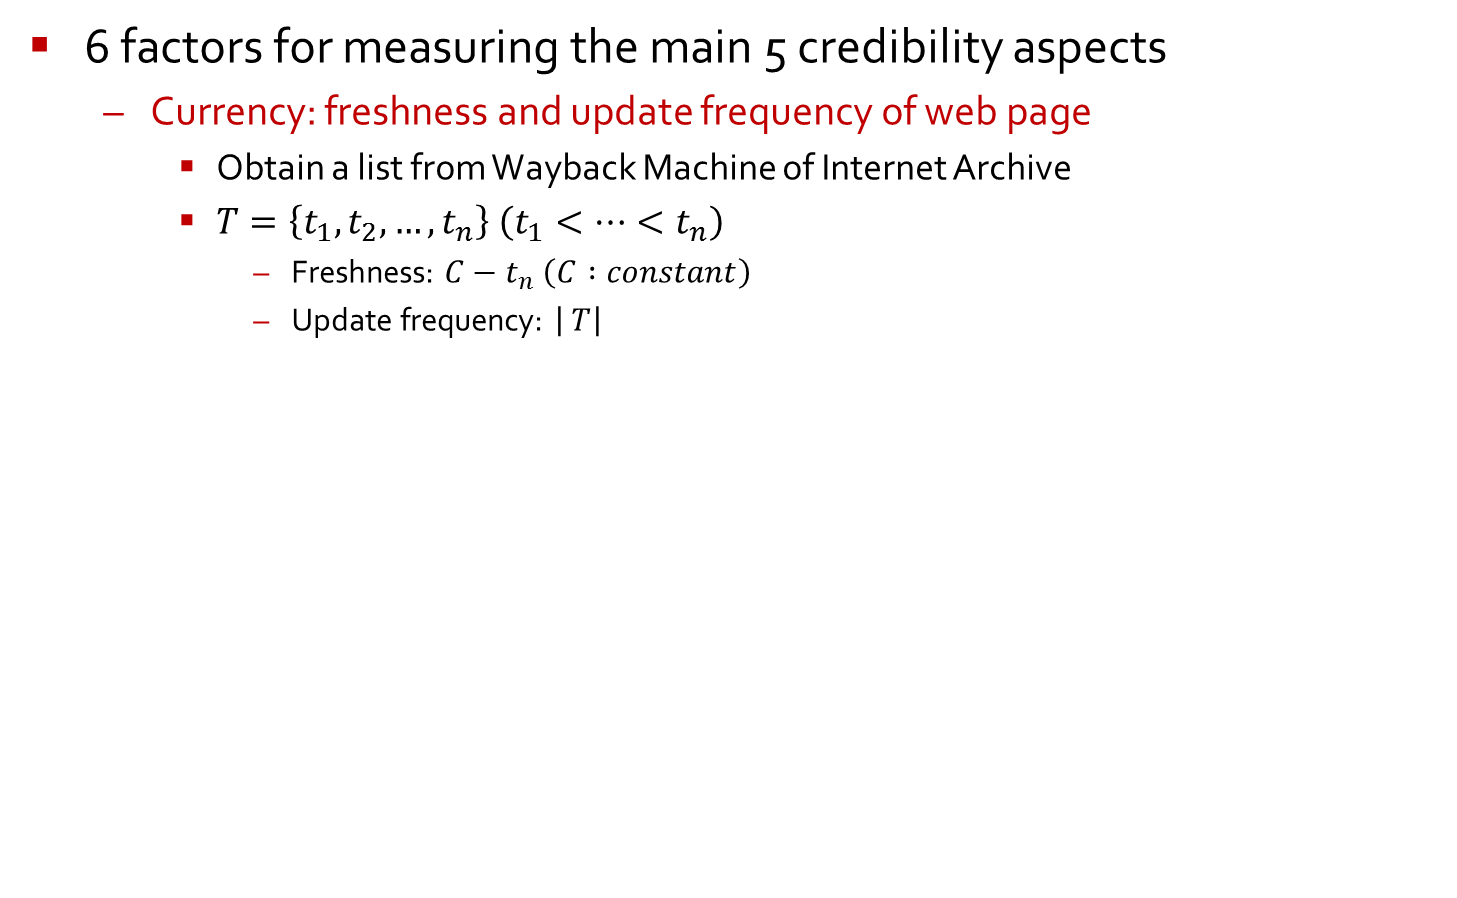 ▪ 6 factors for measuring the main 5 credibility aspects
– Currency: freshness and update frequency of web page
▪ Obtain a list from Wayback Machine of Internet Archive
▪ 𝑇 = {𝑡₁, 𝑡₂, … , 𝑡ₙ} (𝑡₁ < ⋯ < 𝑡ₙ)
– Freshness: 𝐶 − 𝑡ₙ (𝐶 : 𝑐𝑜𝑛𝑠𝑡𝑎𝑛𝑡)
– Update frequency: |𝑇|